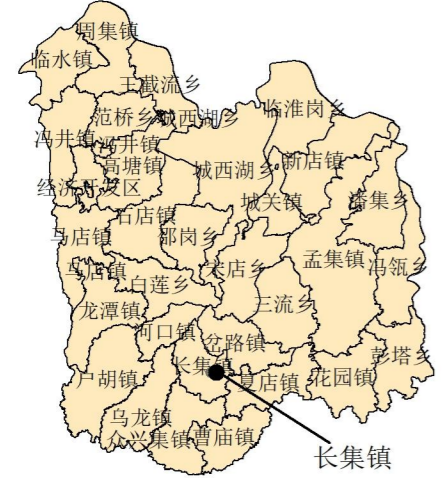 周集镇
临水镇
王截流乡
范桥乡
城西湖乡
临淮岗乡
冯井镇
冯井镇
高塘镇
城西湖乡
新店镇
经济开发区
城关镇
潘集乡
石店镇
马店镇
邵岗乡
孟集镇
冯瓴乡
马店镇
宋店乡
白莲乡
龙潭镇
三流乡
河口镇
岔路镇
彭塔乡
长集镇
户胡镇
夏店镇
花园镇
乌龙镇
众兴集镇
曹庙镇
长集镇